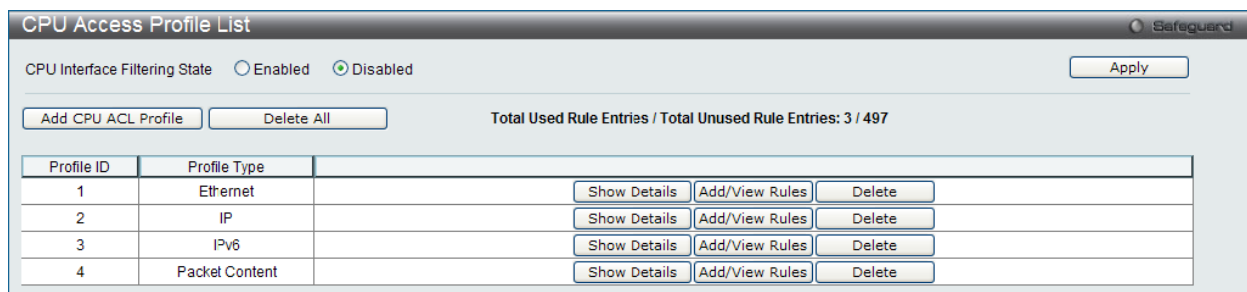 CPU Access Profile List
Safeguard
CPU Interface Filtering State Enabled Disabled Apply
Add CPU ACL Profile Delete All Total Used Rule Entries / Total Unused Rule Entries: 3 / 497
Profile ID Profile Type
1 Ethernet Show Details Add/View Rules Delete
2 IP Show Details Add/View Rules Delete
3 IPv6 Show Details Add/View Rules Delete
4 Packet Content Show Details Add/View Rules Delete